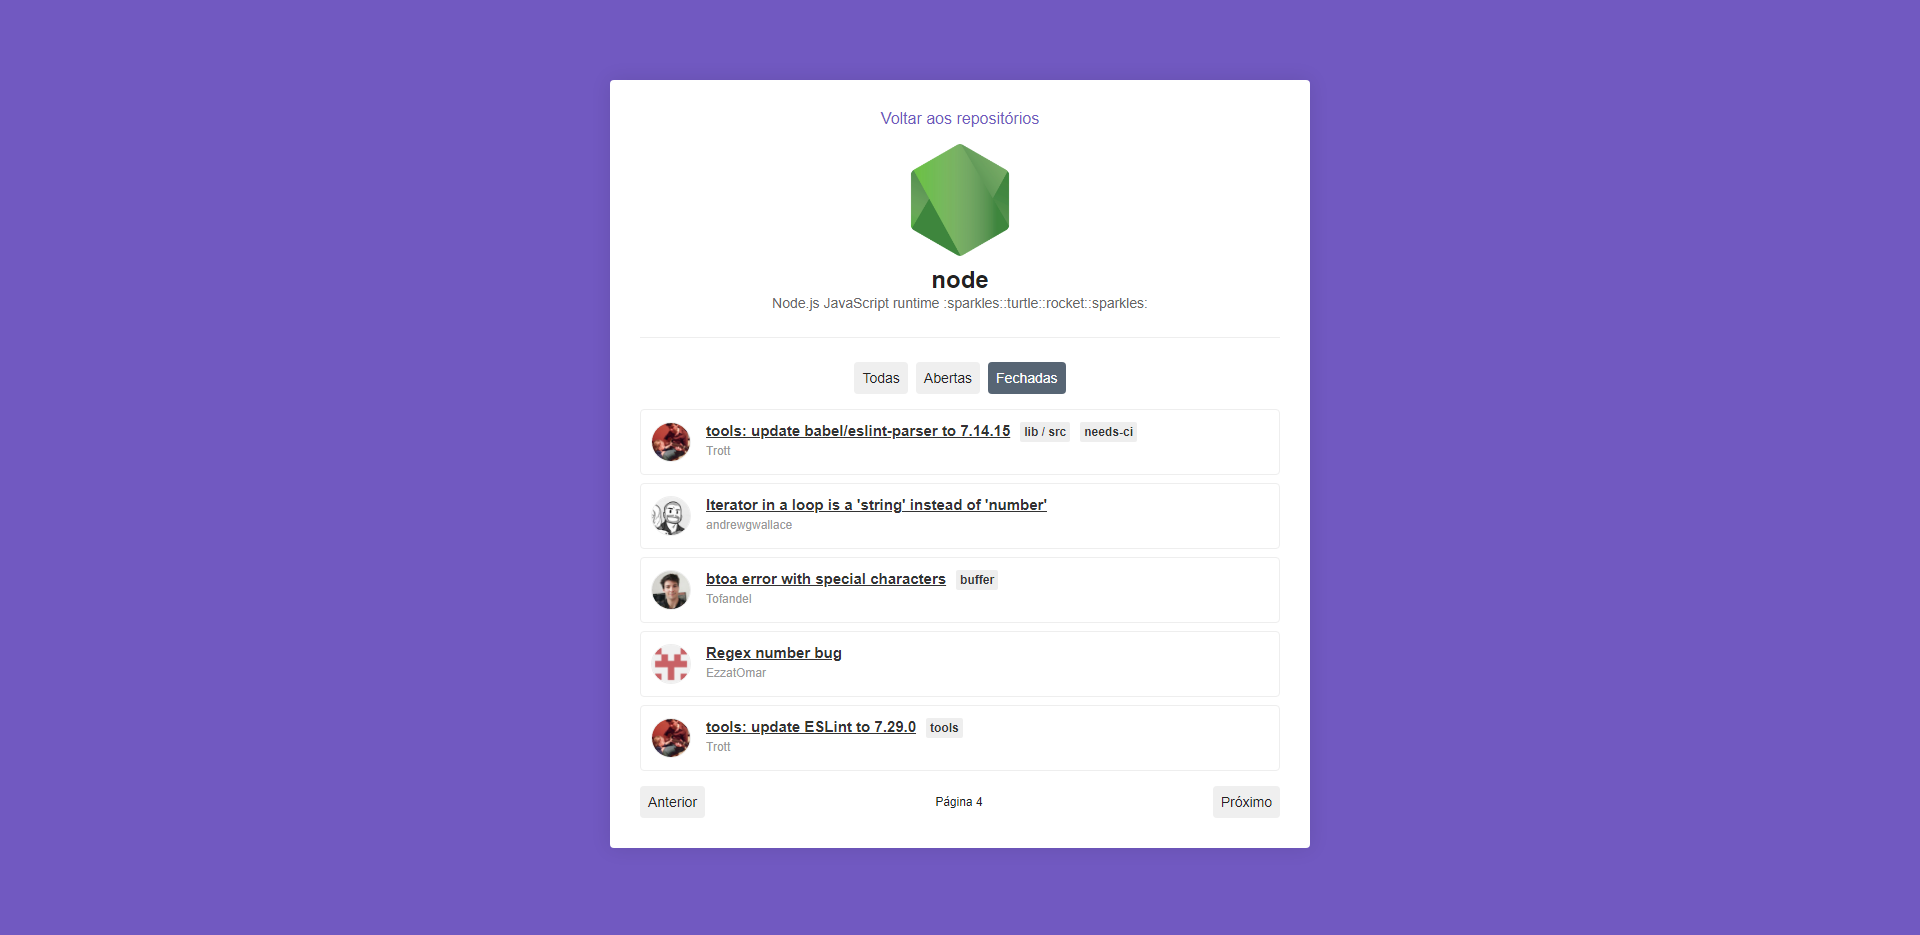 Voltar aos repositórios
node
Node.js JavaScript runtime :sparkles::turtle::rocket::sparkles:
Todas Abertas Fechadas
tools: update babel/eslint-parser to 7.14.15 lib / src needs-ci
Trott
Iterator in a loop is a 'string' instead of 'number'
andrewgwallace
btoa error with special characters buffer
Tofandel
Regex number bug
EzzatOmar
tools: update ESLint to 7.29.0 tools
Trott
Anterior Página 4 Próximo